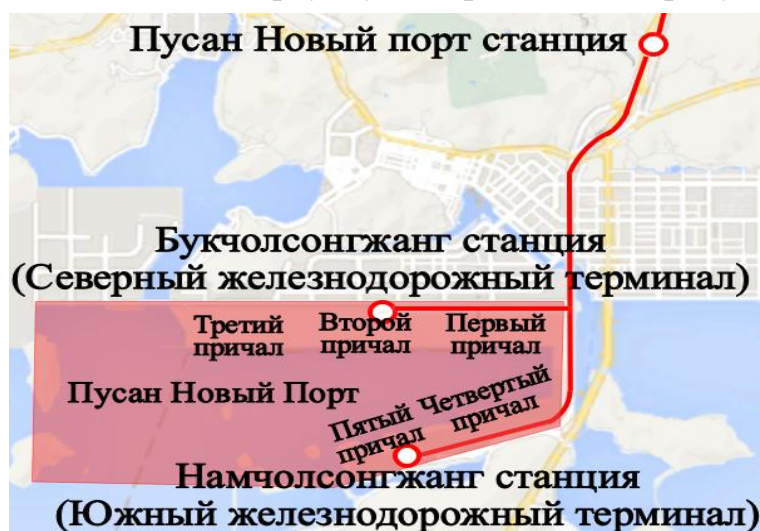 Пусан Новый порт станция
Букчолсонгжанг станция
(Северный железнодорожный терминал)
Третий
причал
Второй
причал
Первый
причал
Пусан Новый Порт
Пятый
причал
Четвертый
причал
Намчолсонгжанг станция
(Южный железнодорожный терминал)